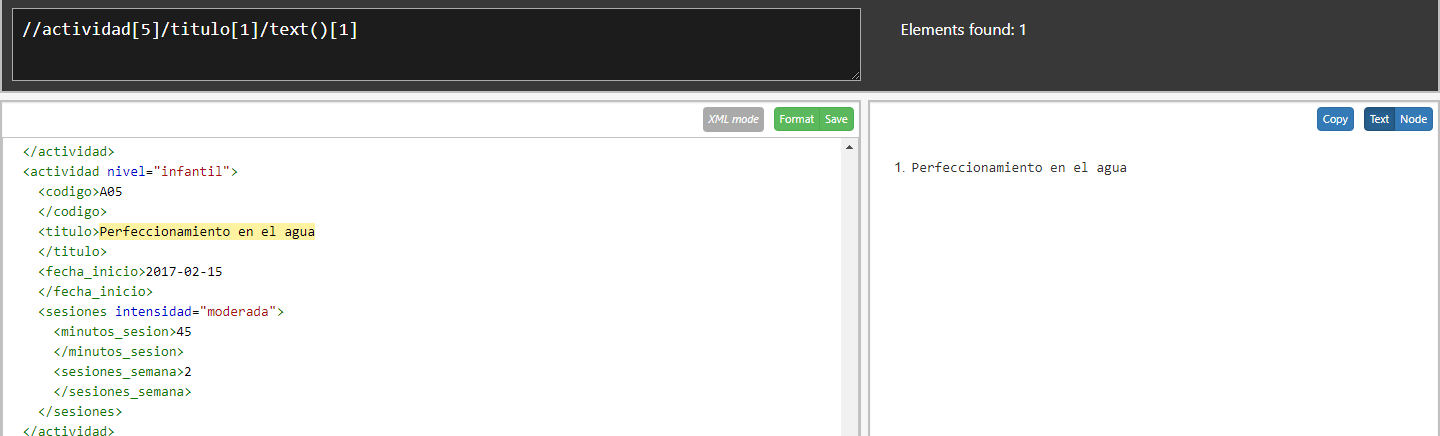 //actividad[5]/titulo[1]/text()[1]
Elements found: 1
XML mode
Format
Save
Copy
Text
Node
</actividad>
<actividad nivel="infantil">
<codigo>A05
</codigo>
<titulo>Perfeccionamiento en el agua
</titulo>
<fecha_inicio>2017-02-15
</fecha_inicio>
<sesiones intensidad="moderada">
<minutos_sesion>45
</minutos_sesion>
<sesiones_semana>2
</sesiones_semana>
</sesiones>
</actividad>
1. Perfeccionamiento en el agua